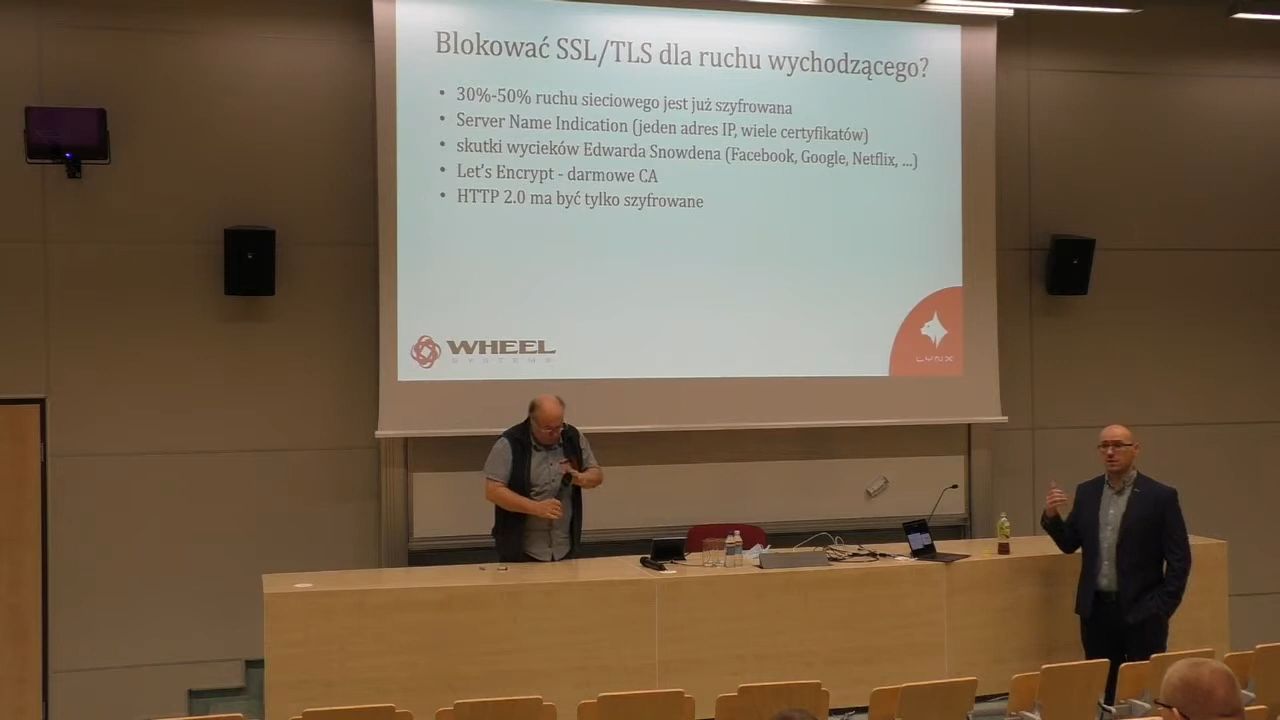 Blokować SSL/TLS dla ruchu wychodzącego?
• 30%-50% ruchu sieciowego jest już szyfrowana
• Server Name Indication (jeden adres IP, wiele certyfikatów)
• skutki wycieków Edwarda Snowdena (Facebook, Google, Netflix, ...)
• Let's Encrypt - darmowe CA
• HTTP 2.0 ma być tylko szyfrowane
WHEEL
SYSTEMS
LYNX